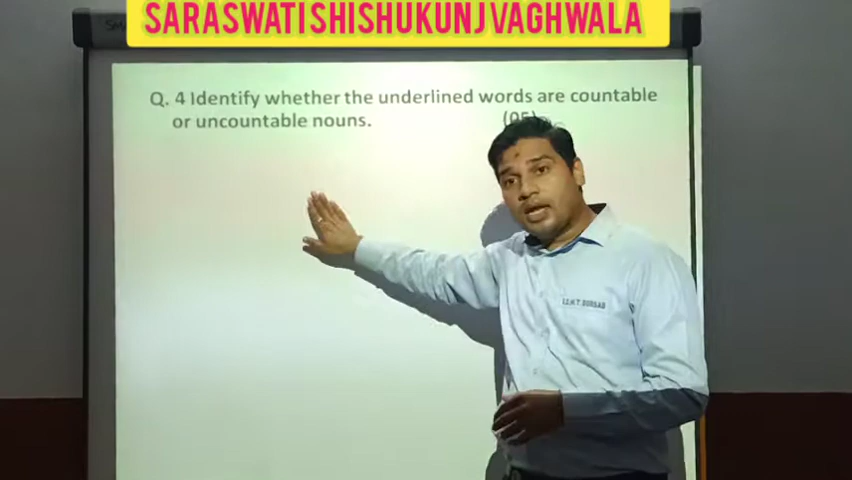 SARASWATI SHISHUKUNJ VAGHWALA
Q. 4 Identify whether the underlined words are countable
or uncountable nouns. (05)